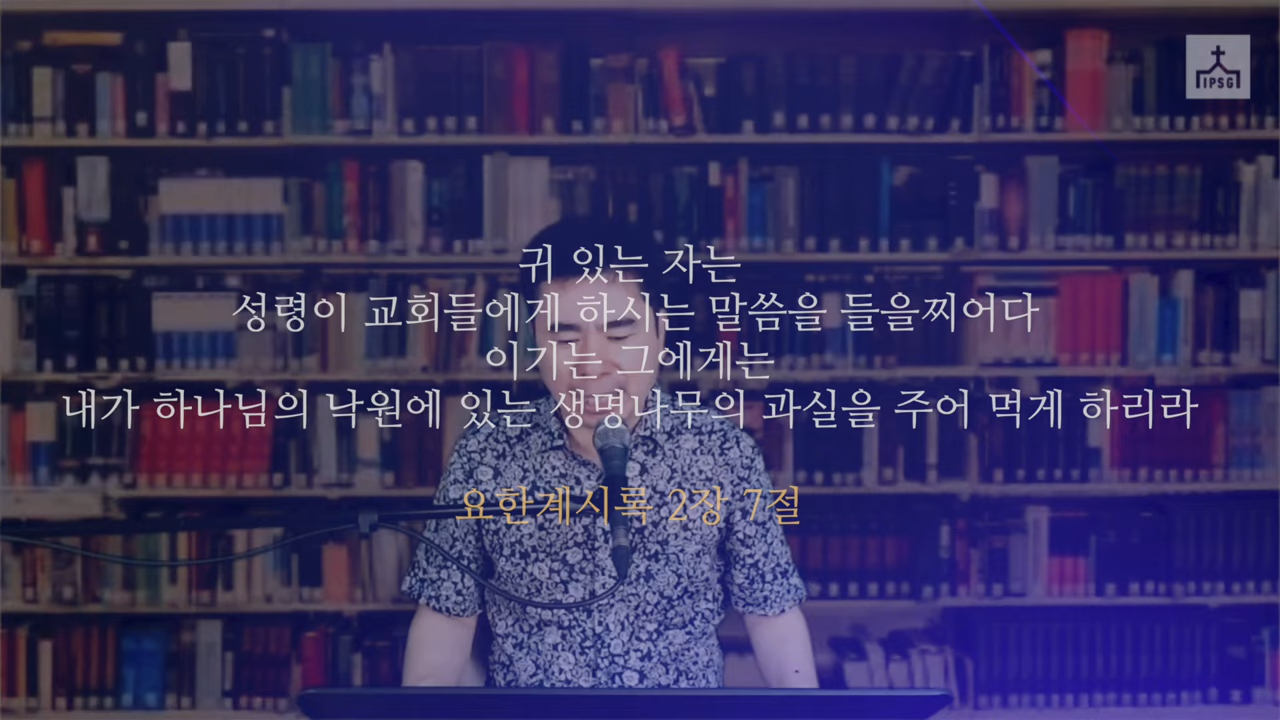 IPSG
귀 있는 자는
성령이 교회들에게 하시는 말씀을 들을찌어다
이기는 그에게는
내가 하나님의 낙원에 있는 생명나무의 과실을 주어 먹게 하리라
요한계시록 2장 7절